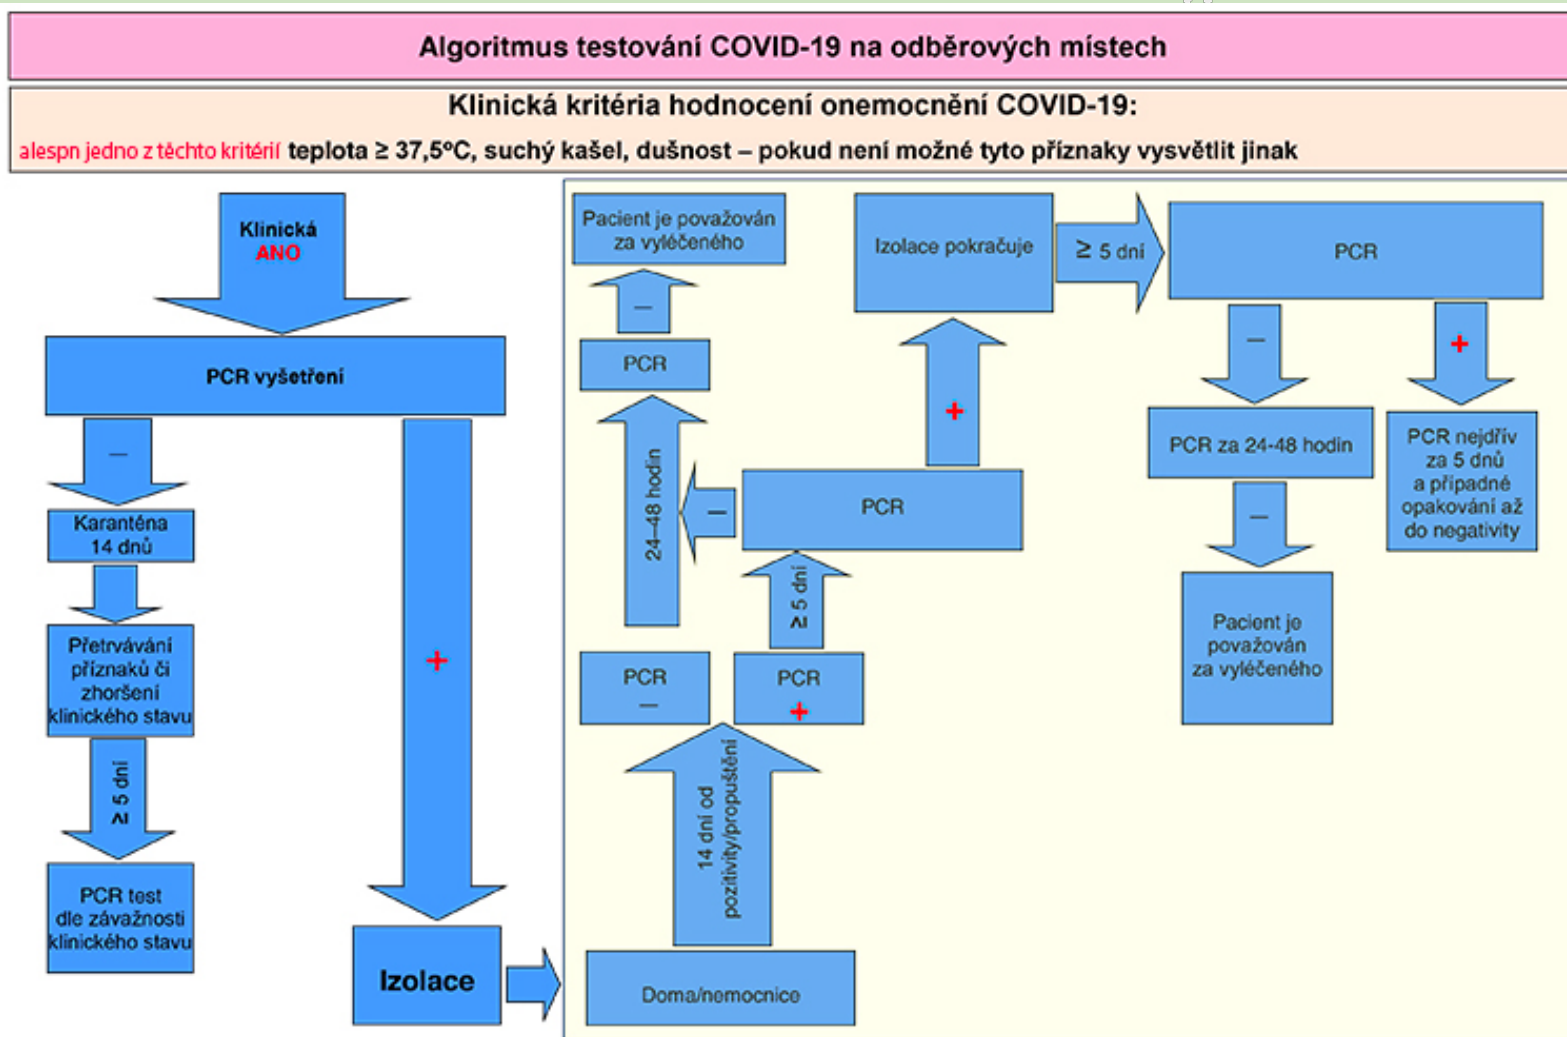 Algoritmus testování COVID-19 na odběrových místech
Klinická kritéria hodnocení onemocnění COVID-19:
alespn jedno z těchto kritérií teplota ≥ 37,5ºC, suchý kašel, dušnost – pokud není možné tyto příznaky vysvětlit jinak
Klinická
ANO
PCR vyšetření
–
Karanténa
14 dnů
Přetrvávání
příznaků či
zhoršení
klinického stavu
≥ 5 dní
PCR test
dle závažnosti
klinického stavu
+
Izolace
Doma/nemocnice
14 dní od
pozitivity/propuštění
PCR
–
PCR
+
24–48 hodin
≥ 5 dní
PCR
–
PCR
–
Pacient je považován
za vyléčeného
+
Izolace pokračuje
≥ 5 dní
PCR
–
PCR za 24-48 hodin
–
Pacient je
považován
za vyléčeného
+
PCR nejdřív
za 5 dnů
a případné
opakování až
do negativity